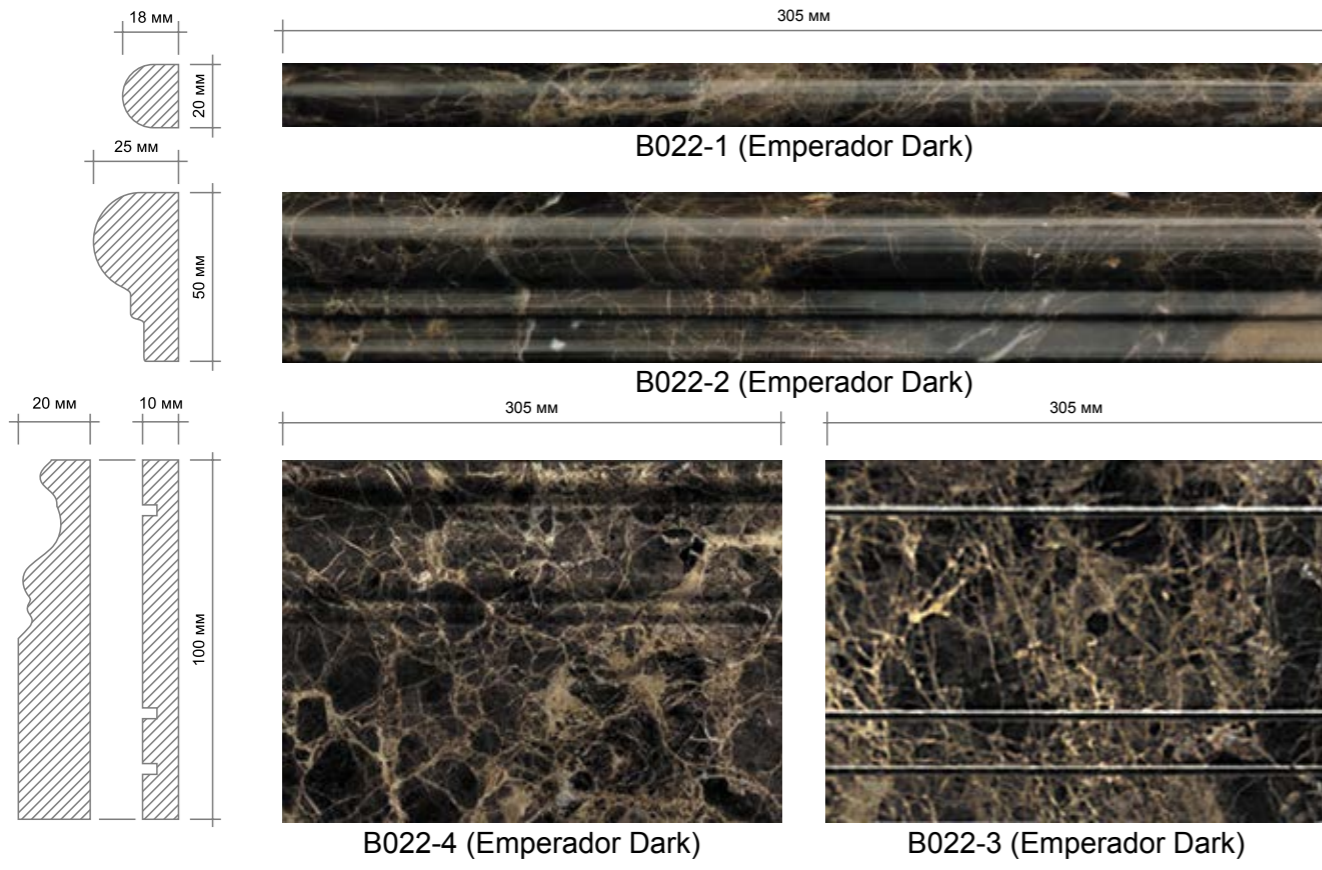 18 мм
305 мм
20 мм
B022-1 (Emperador Dark)
25 мм
50 мм
B022-2 (Emperador Dark)
20 мм
10 мм
305 мм
305 мм
100 мм
B022-4 (Emperador Dark)
B022-3 (Emperador Dark)